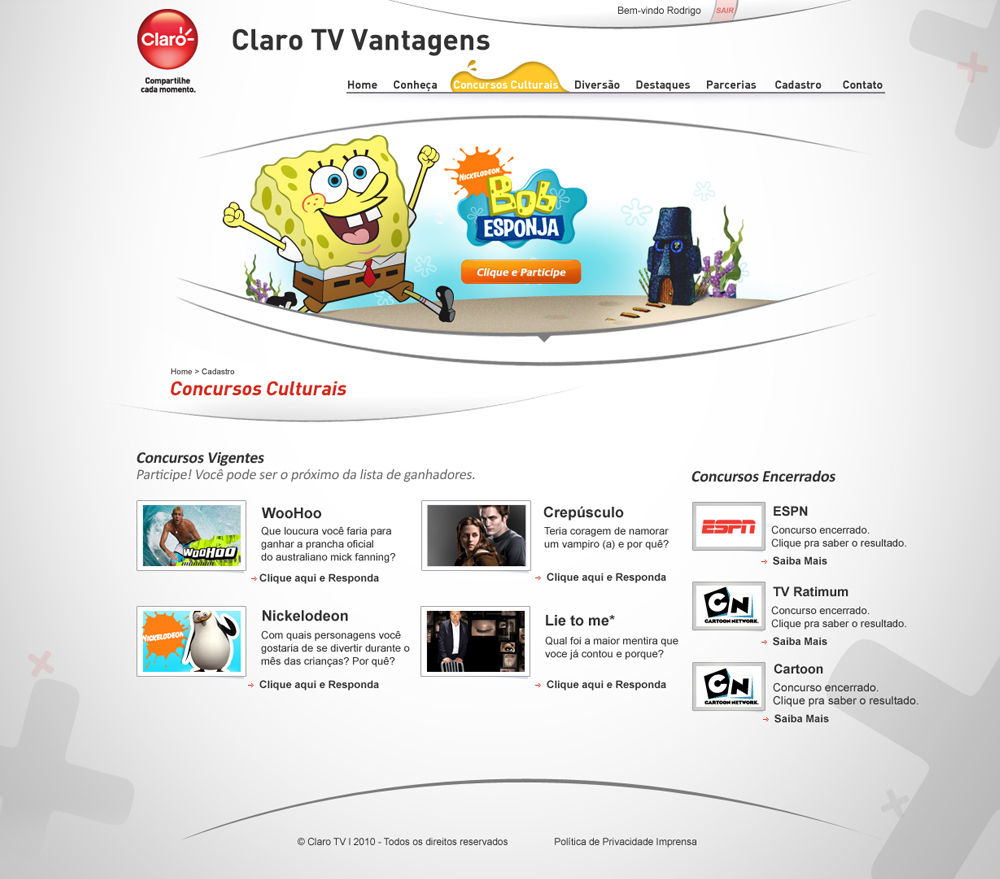 Bem-vindo Rodrigo
SAIR
Claro
Compartilhe
cada momento.
Claro TV Vantagens
Home Conheça Concursos Culturais Diversão Destaques Parcerias Cadastro Contato
NICKELODEON
Bob
ESPONJA
Clique e Participe
Home > Cadastro
Concursos Culturais
Concursos Vigentes
Participe! Você pode ser o próximo da lista de ganhadores.
WooHoo
WooHoo
Que loucura você faria para
ganhar a prancha oficial
do australiano mick fanning?
Clique aqui e Responda
Crepúsculo
Teria coragem de namorar
um vampiro (a) e por quê?
Clique aqui e Responda
NICKELODEON
Nickelodeon
Com quais personagens você
gostaria de se divertir durante o
mês das crianças? Por quê?
Clique aqui e Responda
Lie to me*
Qual foi a maior mentira que
voce já contou e porque?
Clique aqui e Responda
Concursos Encerrados
ESPN
ESPN
Concurso encerrado.
Clique pra saber o resultado.
Saiba Mais
CN
CARTOON NETWORK
TV Ratimum
Concurso encerrado.
Clique pra saber o resultado.
Saiba Mais
CN
CARTOON NETWORK
Cartoon
Concurso encerrado.
Clique pra saber o resultado.
Saiba Mais
© Claro TV l 2010 - Todos os direitos reservados
Política de Privacidade Imprensa